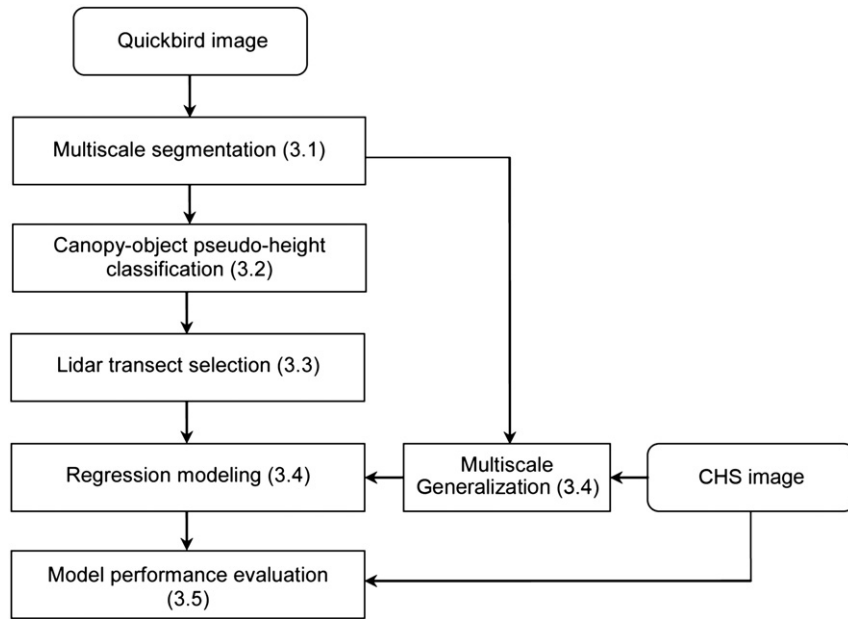 Quickbird image
Multiscale segmentation (3.1)
Canopy-object pseudo-height
classification (3.2)
Lidar transect selection (3.3)
Regression modeling (3.4)
Multiscale
Generalization (3.4)
CHS image
Model performance evaluation
(3.5)